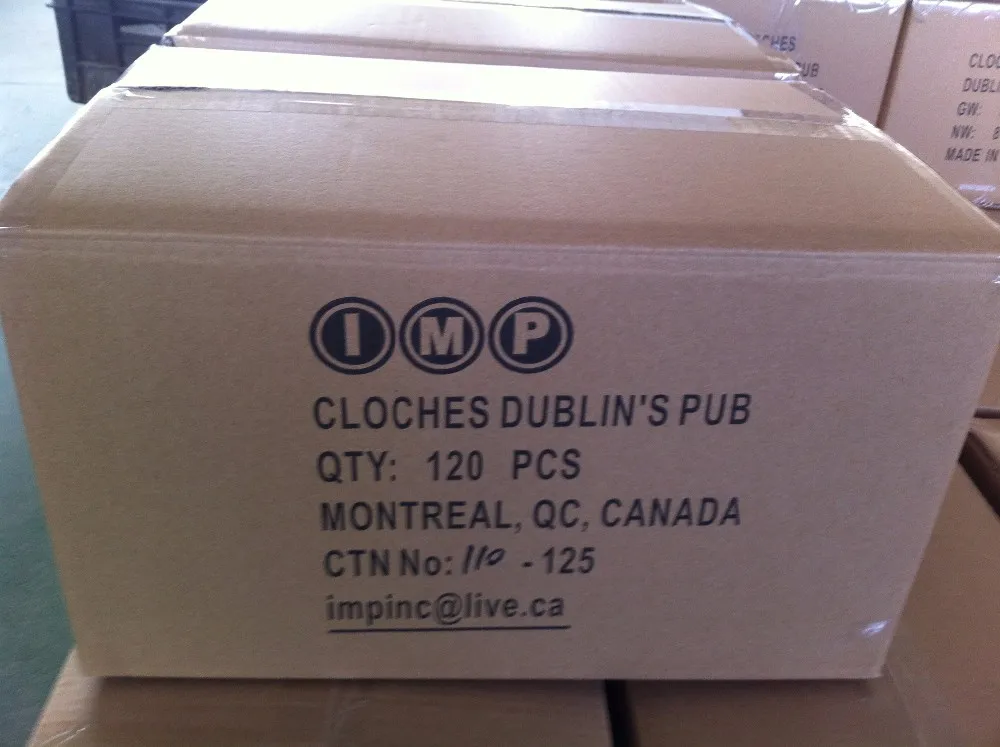 IMP
CLOCHES DUBLIN'S PUB
QTY: 120 PCS
MONTREAL, QC, CANADA
CTN No: 110 - 125
impinc@live.ca
PUB
GW:
NW:
MADE IN